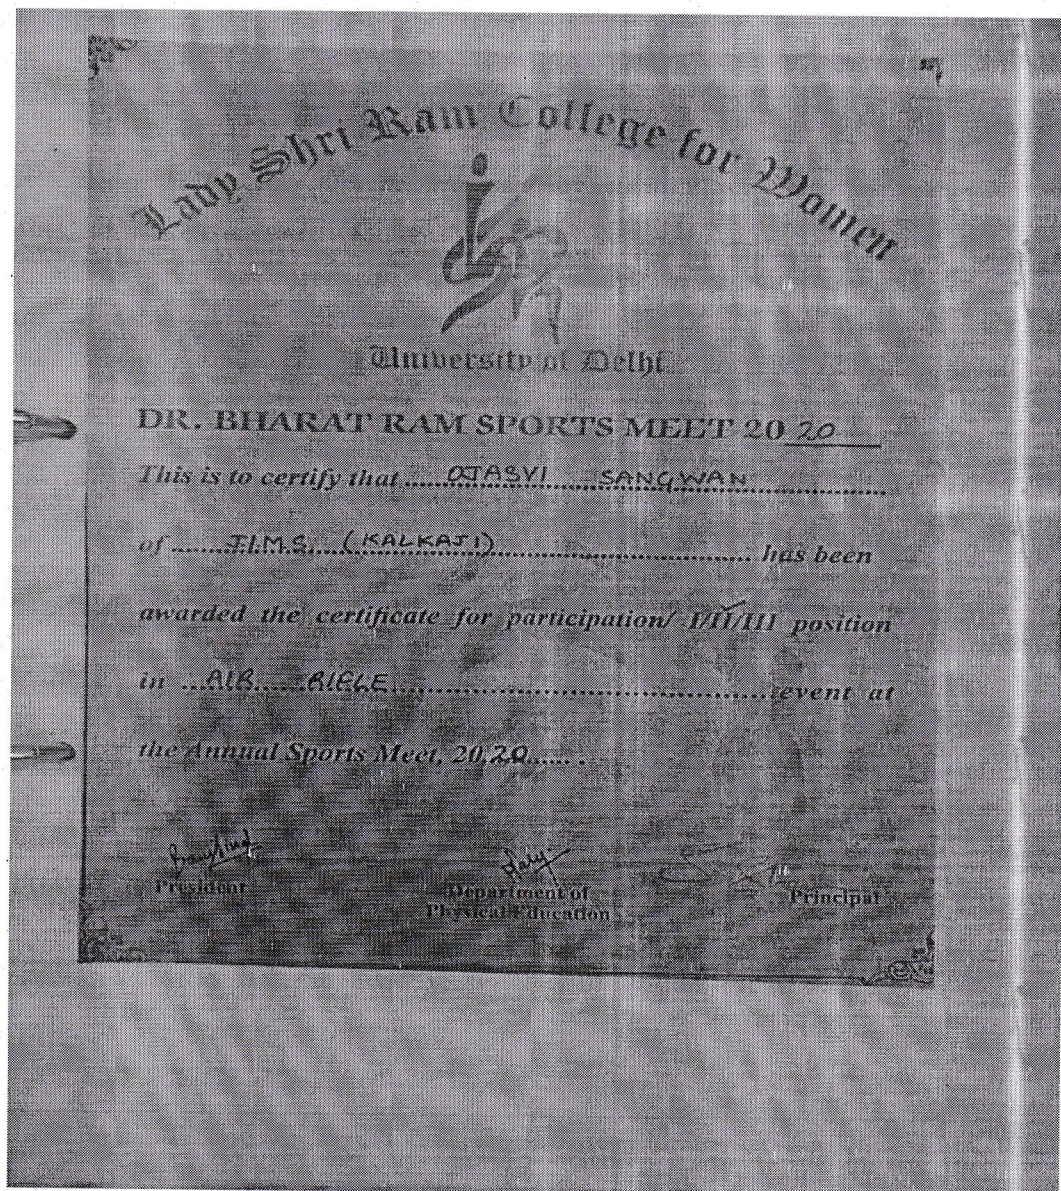 Lady Shri Ram College for Women
University of Delhi
DR. BHARAT RAM SPORTS MEET 20 20
This is to certify that ...... OJASVI SANGWAN ......
of ...... J.I.M.S. (KALKAJI) ...... has been
awarded the certificate for participation/ I/II/III position
in ... AIR RIFLE ...... event at
the Annual Sports Meet, 20 20 ...... .
President
Department of
Physical Education
Principal